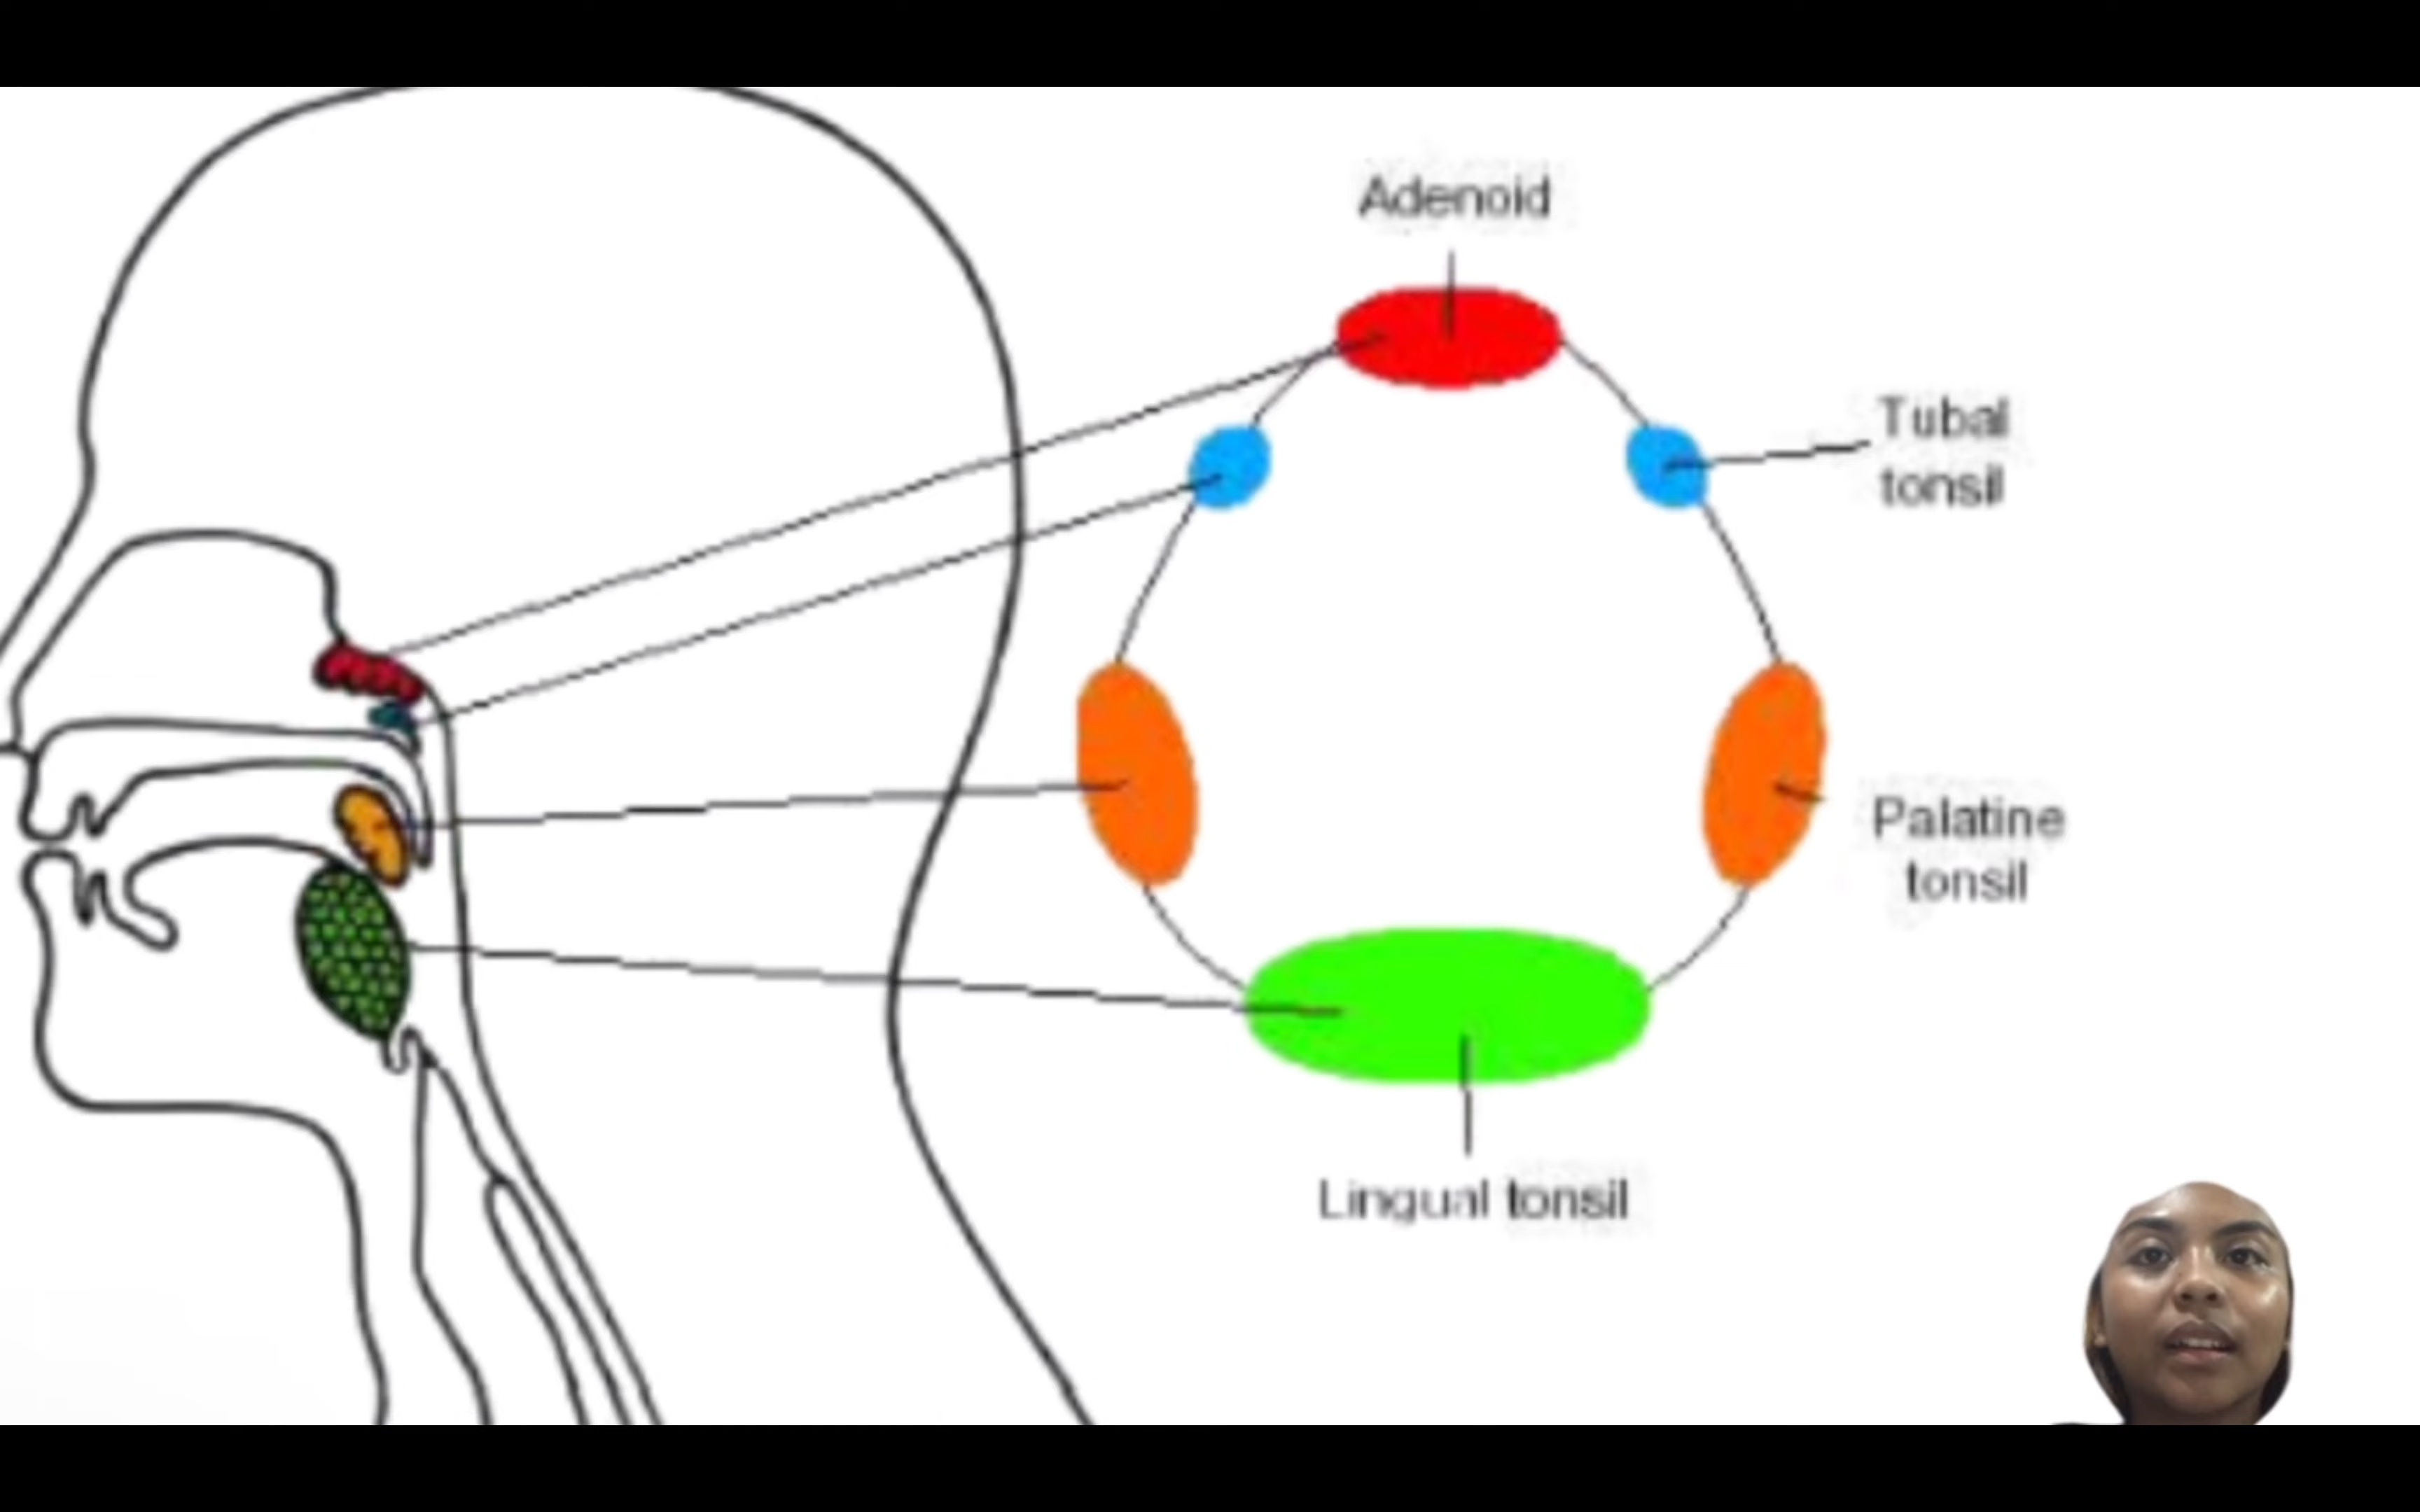 Adenoid
Tubal
tonsil
Palatine
tonsil
Lingual tonsil